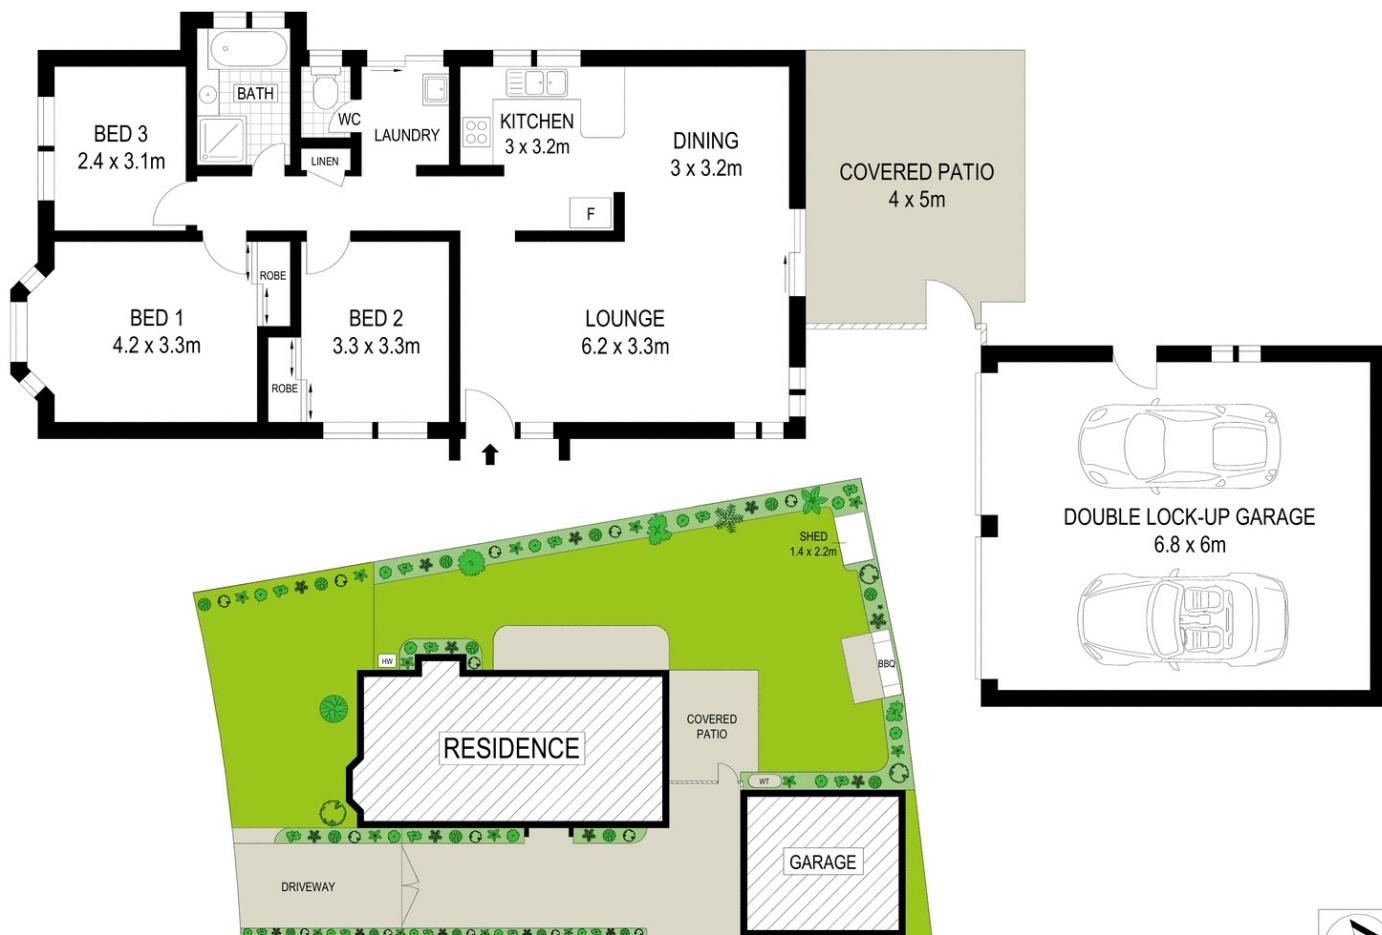 BATH
BED 3
2.4 x 3.1m
WC
LAUNDRY
LINEN
KITCHEN
3 x 3.2m
DINING
3 x 3.2m
F
COVERED PATIO
4 x 5m
ROBE
BED 1
4.2 x 3.3m
BED 2
3.3 x 3.3m
ROBE
LOUNGE
6.2 x 3.3m
DOUBLE LOCK-UP GARAGE
6.8 x 6m
SHED
1.4 x 2.2m
HW
BBQ
RESIDENCE
COVERED
PATIO
WT
GARAGE
DRIVEWAY